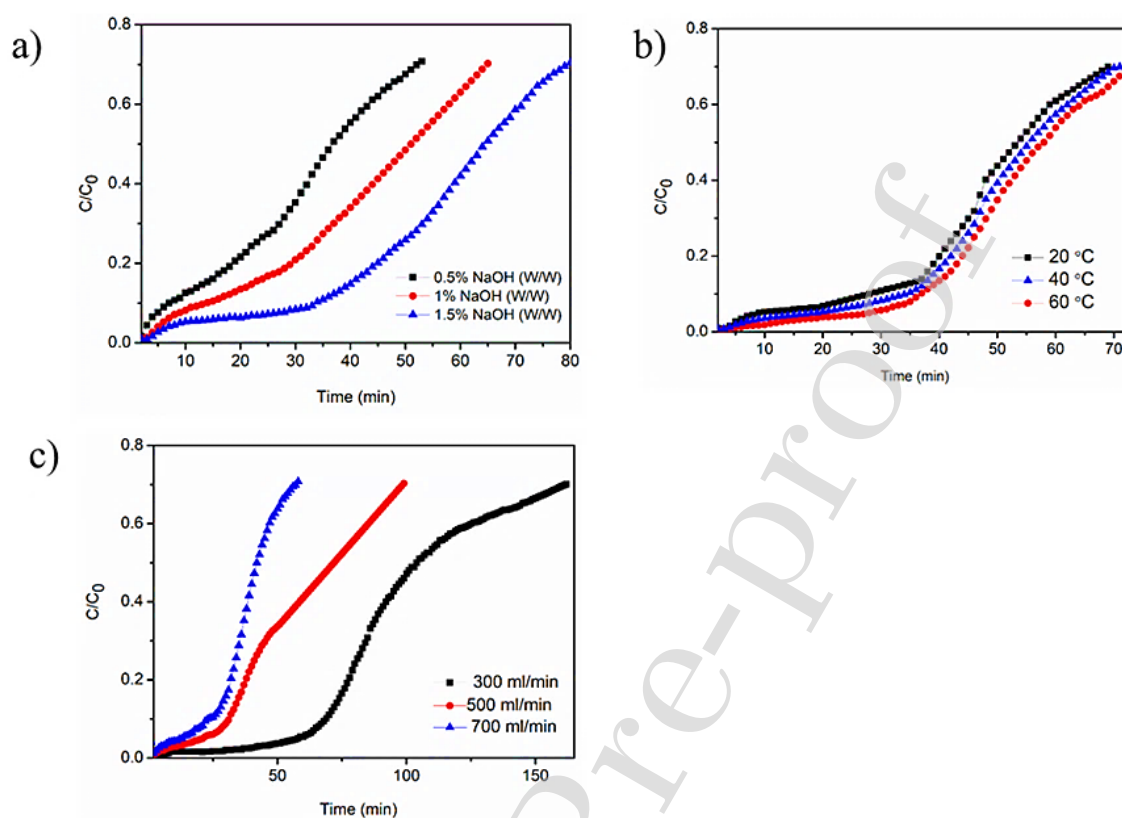 a)
0.8
0.6
0.4
0.2
0.0
C/C0
10 20 30 40 50 60 70 80
Time (min)
0.5% NaOH (W/W)
1% NaOH (W/W)
1.5% NaOH (W/W)
b)
0.8
0.6
0.4
0.2
0.0
C/C0
10 20 30 40 50 60 70
Time (min)
20 °C
40 °C
60 °C
c)
0.8
0.6
0.4
0.2
0.0
C/C0
50 100 150
Time (min)
300 ml/min
500 ml/min
700 ml/min
Pre-proof